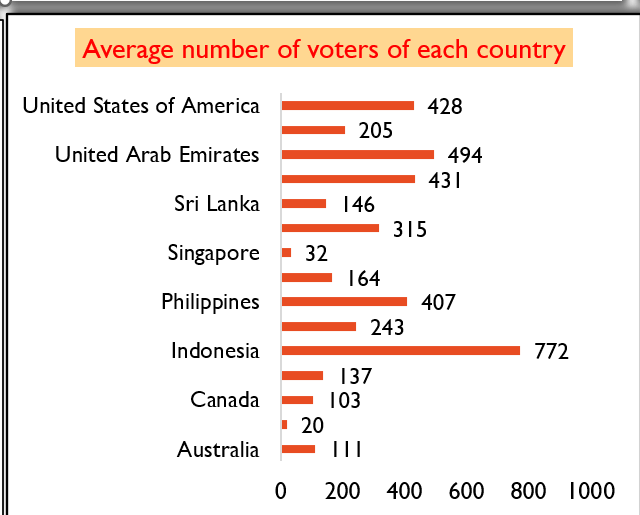 Average number of voters of each country
United States of America 428
205
United Arab Emirates 494
431
Sri Lanka 146
315
Singapore 32
164
Philippines 407
243
Indonesia 772
137
Canada 103
20
Australia 111
0 200 400 600 800 1000